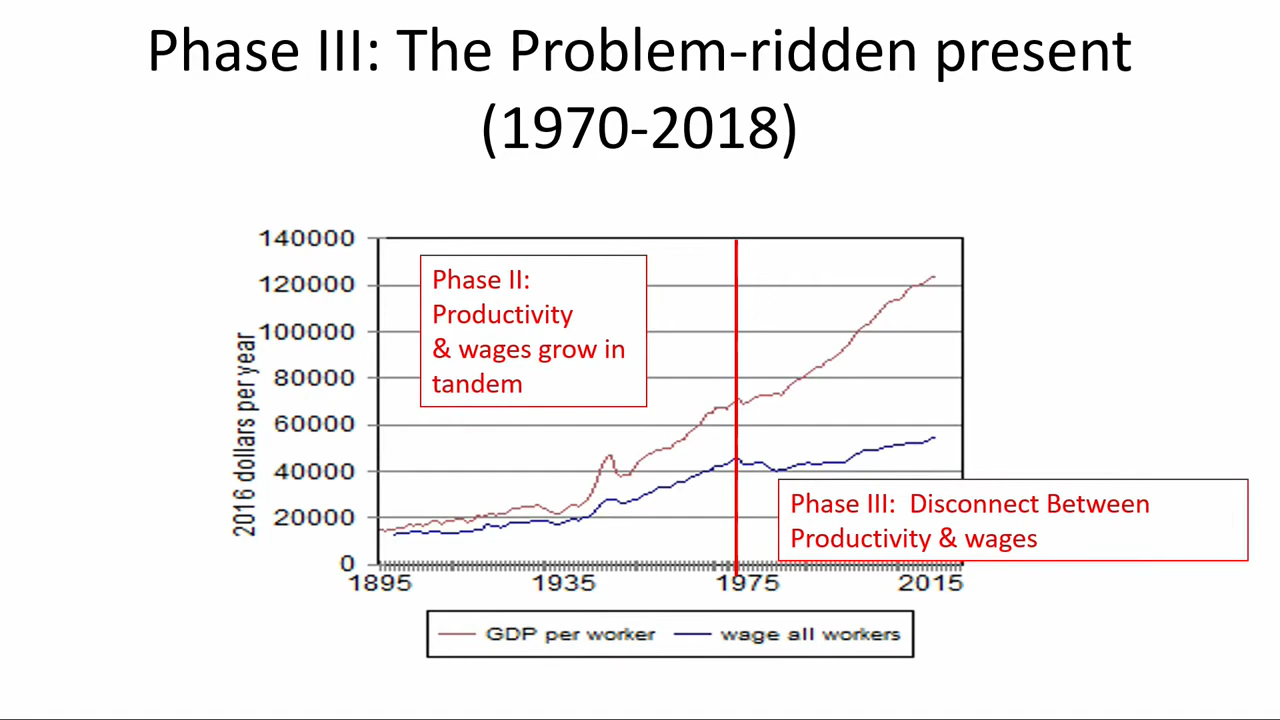 Phase III: The Problem-ridden present
(1970-2018)
140000
120000
100000
80000
60000
40000
20000
0
2016 dollars per year
Phase II:
Productivity
& wages grow in
tandem
Phase III:  Disconnect Between
Productivity & wages
1895
1935
1975
2015
GDP per worker
wage all workers